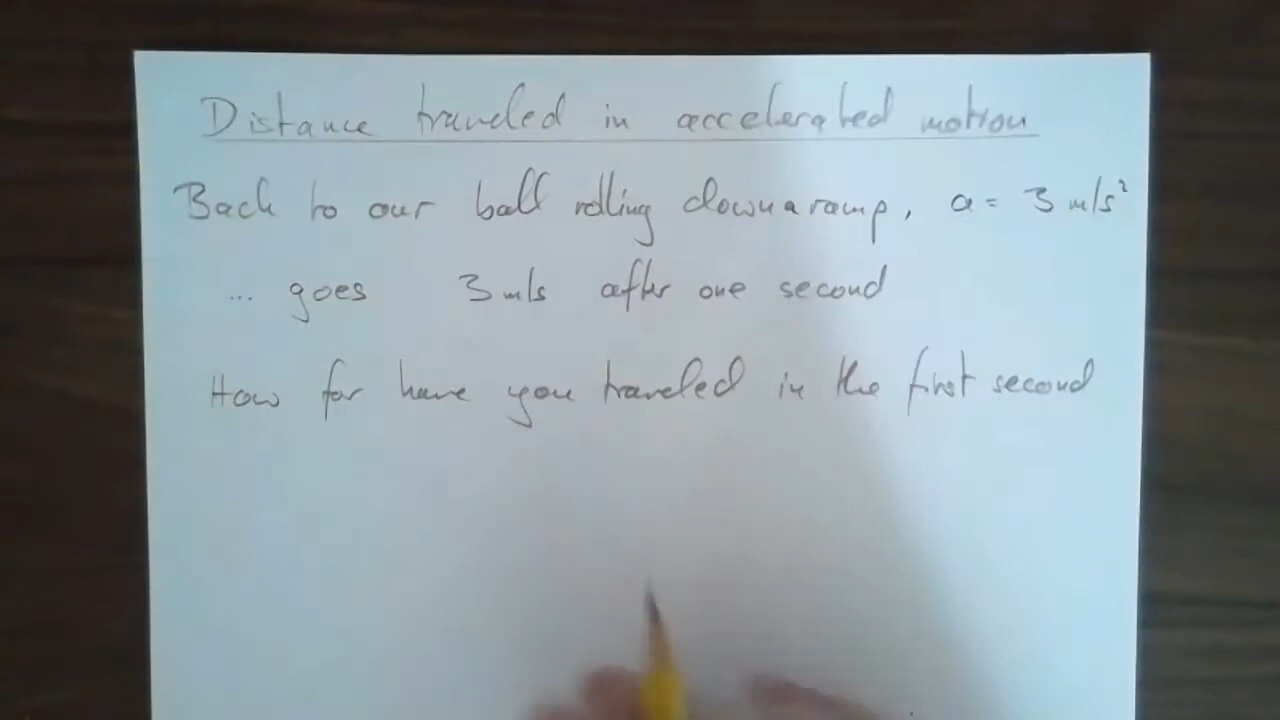 Distance traveled in accelerated motion
Back to our ball rolling down a ramp, a = 3 m/s²
... goes 3 m/s after one second
How far have you traveled in the first second